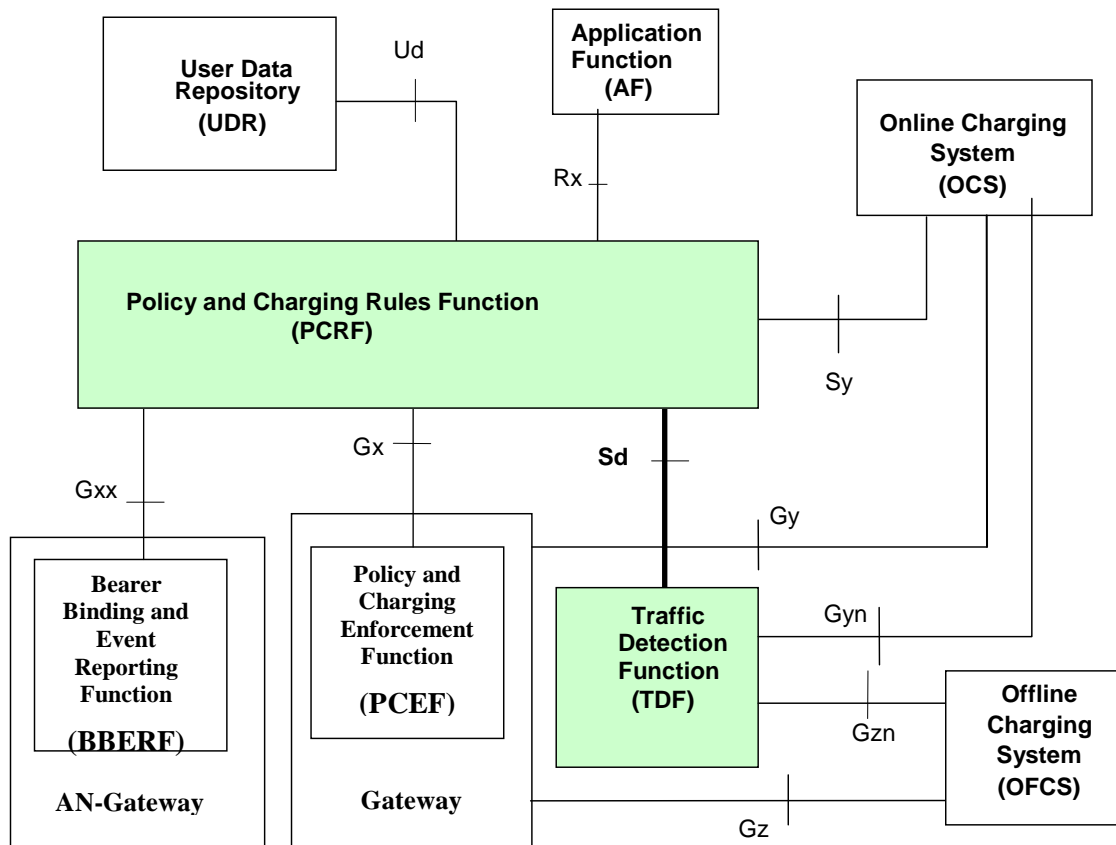 User Data
Repository
(UDR)
Ud
Application
Function
(AF)
Rx
Online Charging
System
(OCS)
Policy and Charging Rules Function
(PCRF)
Sy
Gxx
Gx
Sd
Gy
Bearer
Binding and
Event
Reporting
Function
(BBERF)
AN-Gateway
Policy and
Charging
Enforcement
Function
(PCEF)
Gateway
Traffic
Detection
Function
(TDF)
Gyn
Gzn
Gz
Offline
Charging
System
(OFCS)